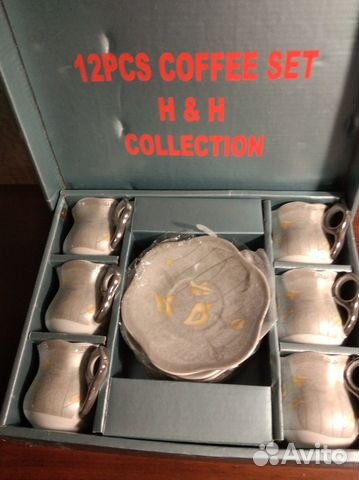 12PCS COFFEE SET
H & H
COLLECTION
Avito